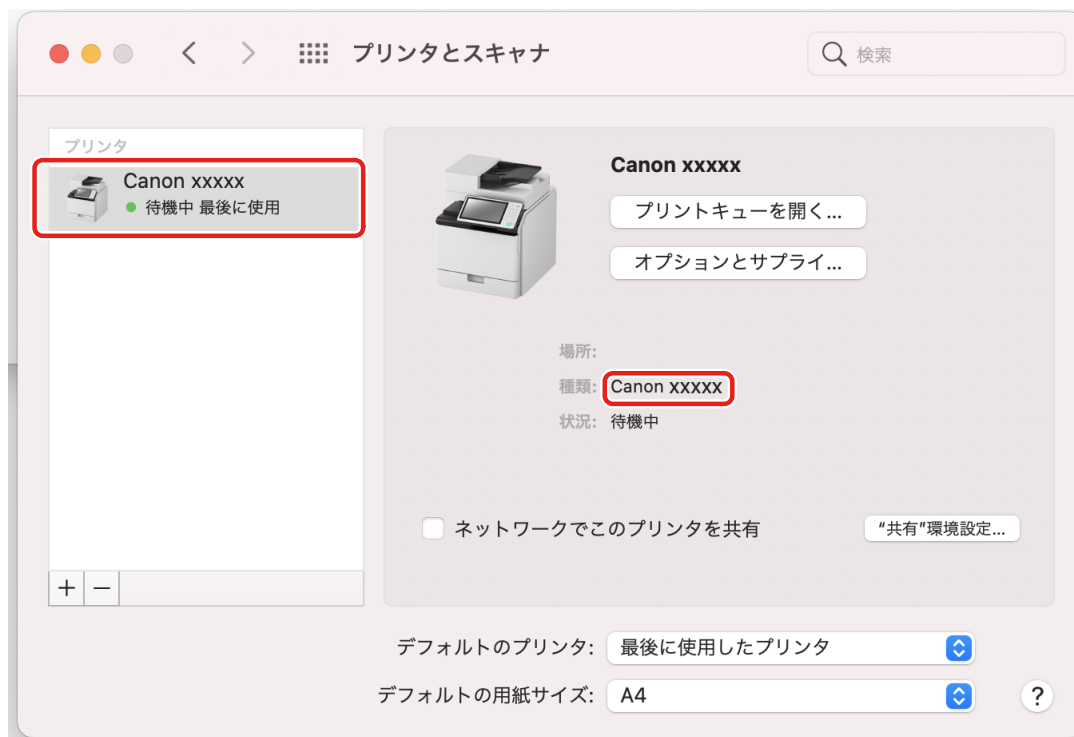 プリンタとスキャナ
検索
プリンタ
Canon xxxxx
待機中 最後に使用
Canon xxxxx
プリントキューを開く...
オプションとサプライ...
場所:
種類: Canon xxxxx
状況: 待機中
ネットワークでこのプリンタを共有
“共有”環境設定...
+ −
デフォルトのプリンタ: 最後に使用したプリンタ
デフォルトの用紙サイズ: A4
?